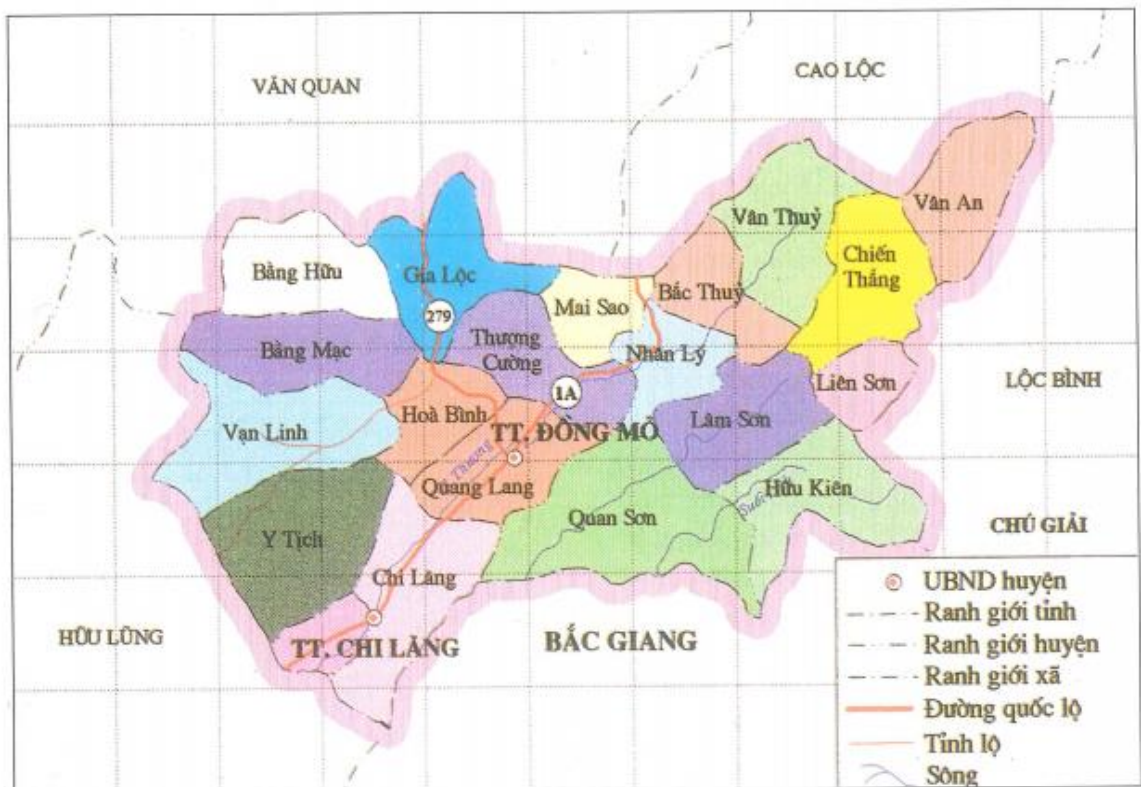 VĂN QUAN
CAO LỘC
Vân An
Vân Thuỷ
Chiến
Thắng
Bằng Hữu
Gia Lộc
Mai Sao
Bắc Thuỷ
279
Thượng
Cường
Bằng Mạc
Nhân Lý
Liên Sơn
LỘC BÌNH
1A
Hoà Bình
Lâm Sơn
Vạn Linh
TT. ĐỒNG MỎ
Thương
Quang Lang
Hữu Kiên
Suối
Quan Sơn
Y Tịch
Chi Lăng
HỮU LŨNG
TT. CHI LĂNG
BẮC GIANG
CHÚ GIẢI
UBND huyện
Ranh giới tỉnh
Ranh giới huyện
Ranh giới xã
Đường quốc lộ
Tỉnh lộ
Sông